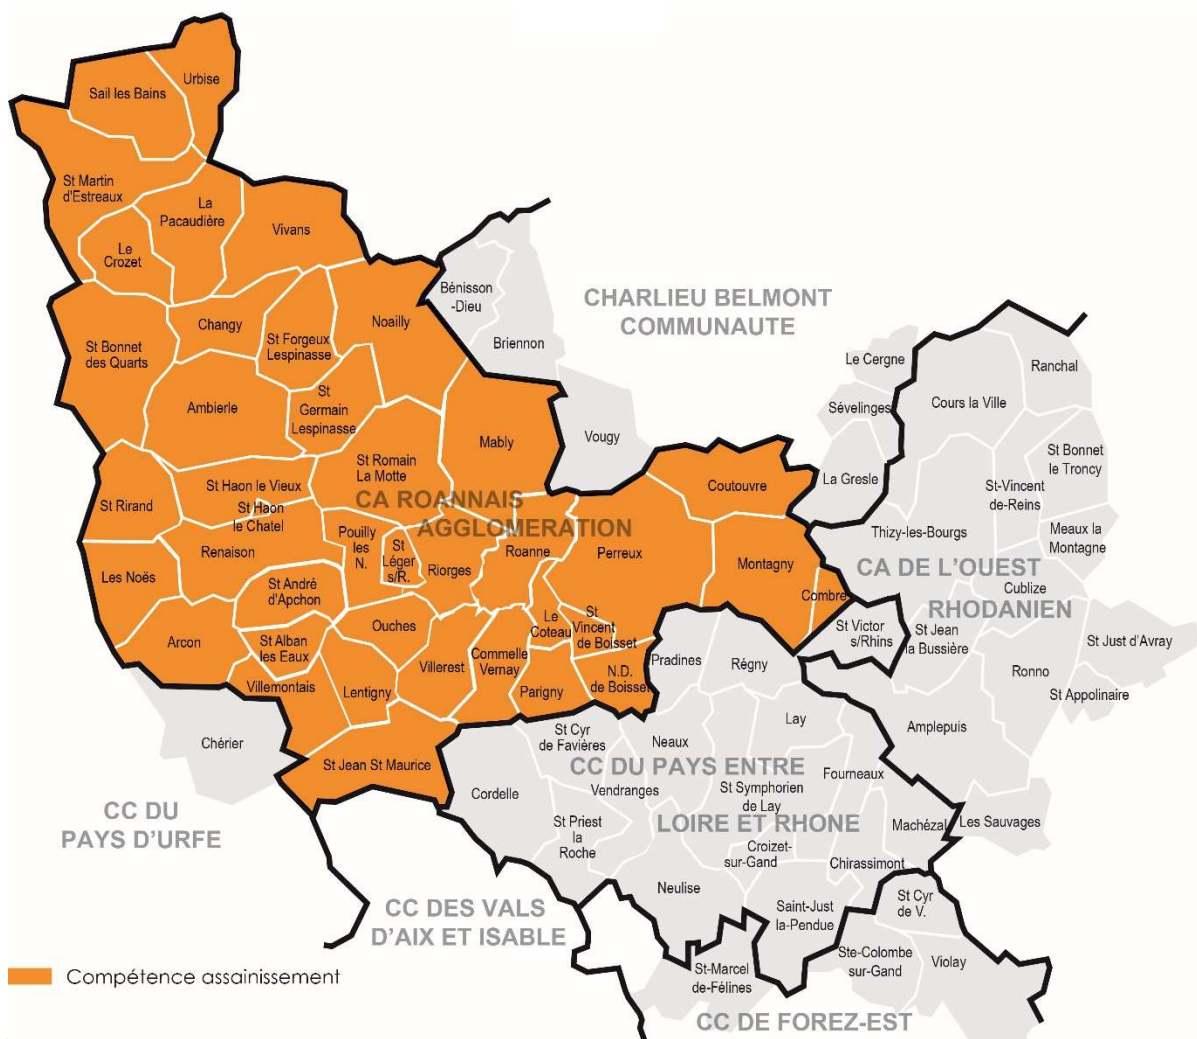 Urbise
Sail les Bains
St Martin
d'Estreaux
La
Pacaudière
Vivans
Le
Crozet
Bénisson
-Dieu
CHARLIEU BELMONT
COMMUNAUTE
Changy
Noailly
St Forgeux
Lespinasse
St Bonnet
des Quarts
Briennon
Le Cergne
Ranchal
St
Germain
Lespinasse
Ambierle
Sévelinges
Cours la Ville
Mably
Vougy
St Bonnet
le Troncy
St Romain
La Motte
La Gresle
St-Vincent
de-Reins
Coutouvre
St Haon le Vieux
St Haon
le Chatel
St Rirand
CA ROANNAIS
AGGLOMERATION
Thizy-les-Bourgs
Meaux la
Montagne
Pouilly
les
N.
St
Léger
s/R.
Renaison
Roanne
Perreux
Riorges
Montagny
CA DE L'OUEST
RHODANIEN
Les Noës
St André
d'Apchon
Combre
Cublize
Le
Coteau
St
Vincent
de Boisset
Ouches
St Victor
s/Rhins
St Jean
la Bussière
St Just d'Avray
Arcon
St Alban
les Eaux
Commelle
Vernay
Villerest
Pradines
Régny
Ronno
N.D.
de Boisset
Villemontais
Lentigny
Parigny
St Appolinaire
Lay
Amplepuis
St Cyr
de Favières
Neaux
Chérier
St Jean St Maurice
CC DU PAYS ENTRE
LOIRE ET RHONE
Fourneaux
Cordelle
Vendranges
St Symphorien
de Lay
CC DU
PAYS D'URFE
St Priest
la
Roche
Machézal
Les Sauvages
Croizet-
sur-Gand
Chirassimont
Neulise
St Cyr
de V.
CC DES VALS
D'AIX ET ISABLE
Saint-Just
la-Pendue
Ste-Colombe
sur-Gand
Violay
St-Marcel
de-Félines
Compétence assainissement
CC DE FOREZ-EST